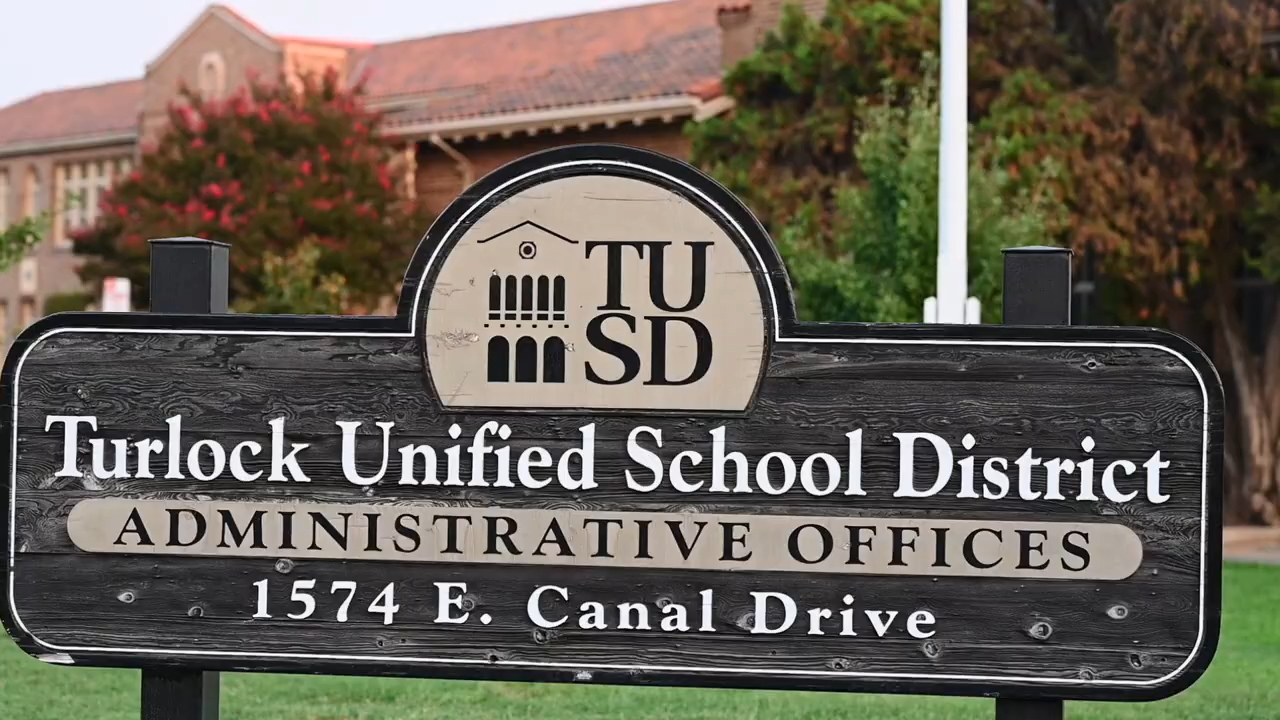 TU
SD
Turlock Unified School District
ADMINISTRATIVE OFFICES
1574 E. Canal Drive